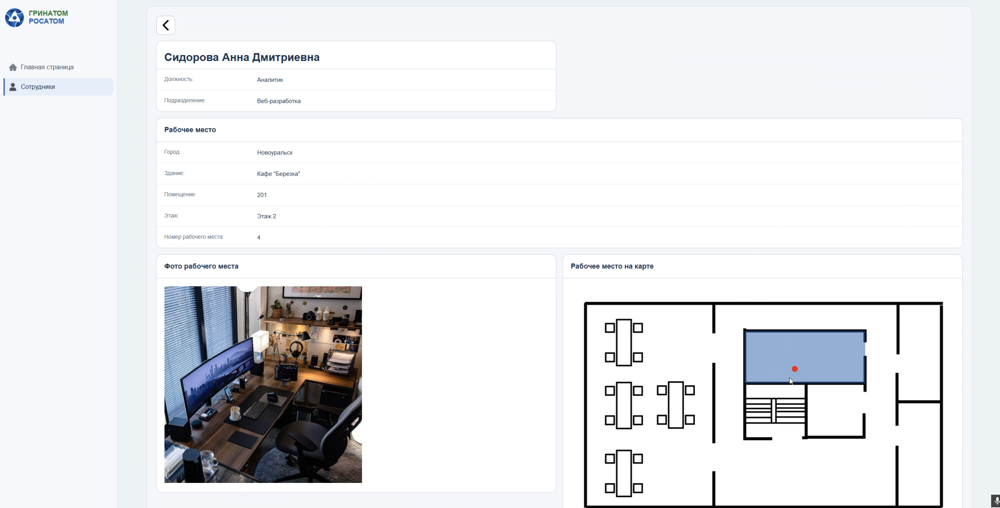 ГРИНАТОМ
РОСАТОМ
Главная страница
Сотрудники
Сидорова Анна Дмитриевна
Должность: Аналитик
Подразделение: Веб-разработка
Рабочее место
Город: Новоуральск
Здание: Кафе "Березка"
Помещение: 201
Этаж: Этаж 2
Номер рабочего места: 4
Фото рабочего места
Рабочее место на карте